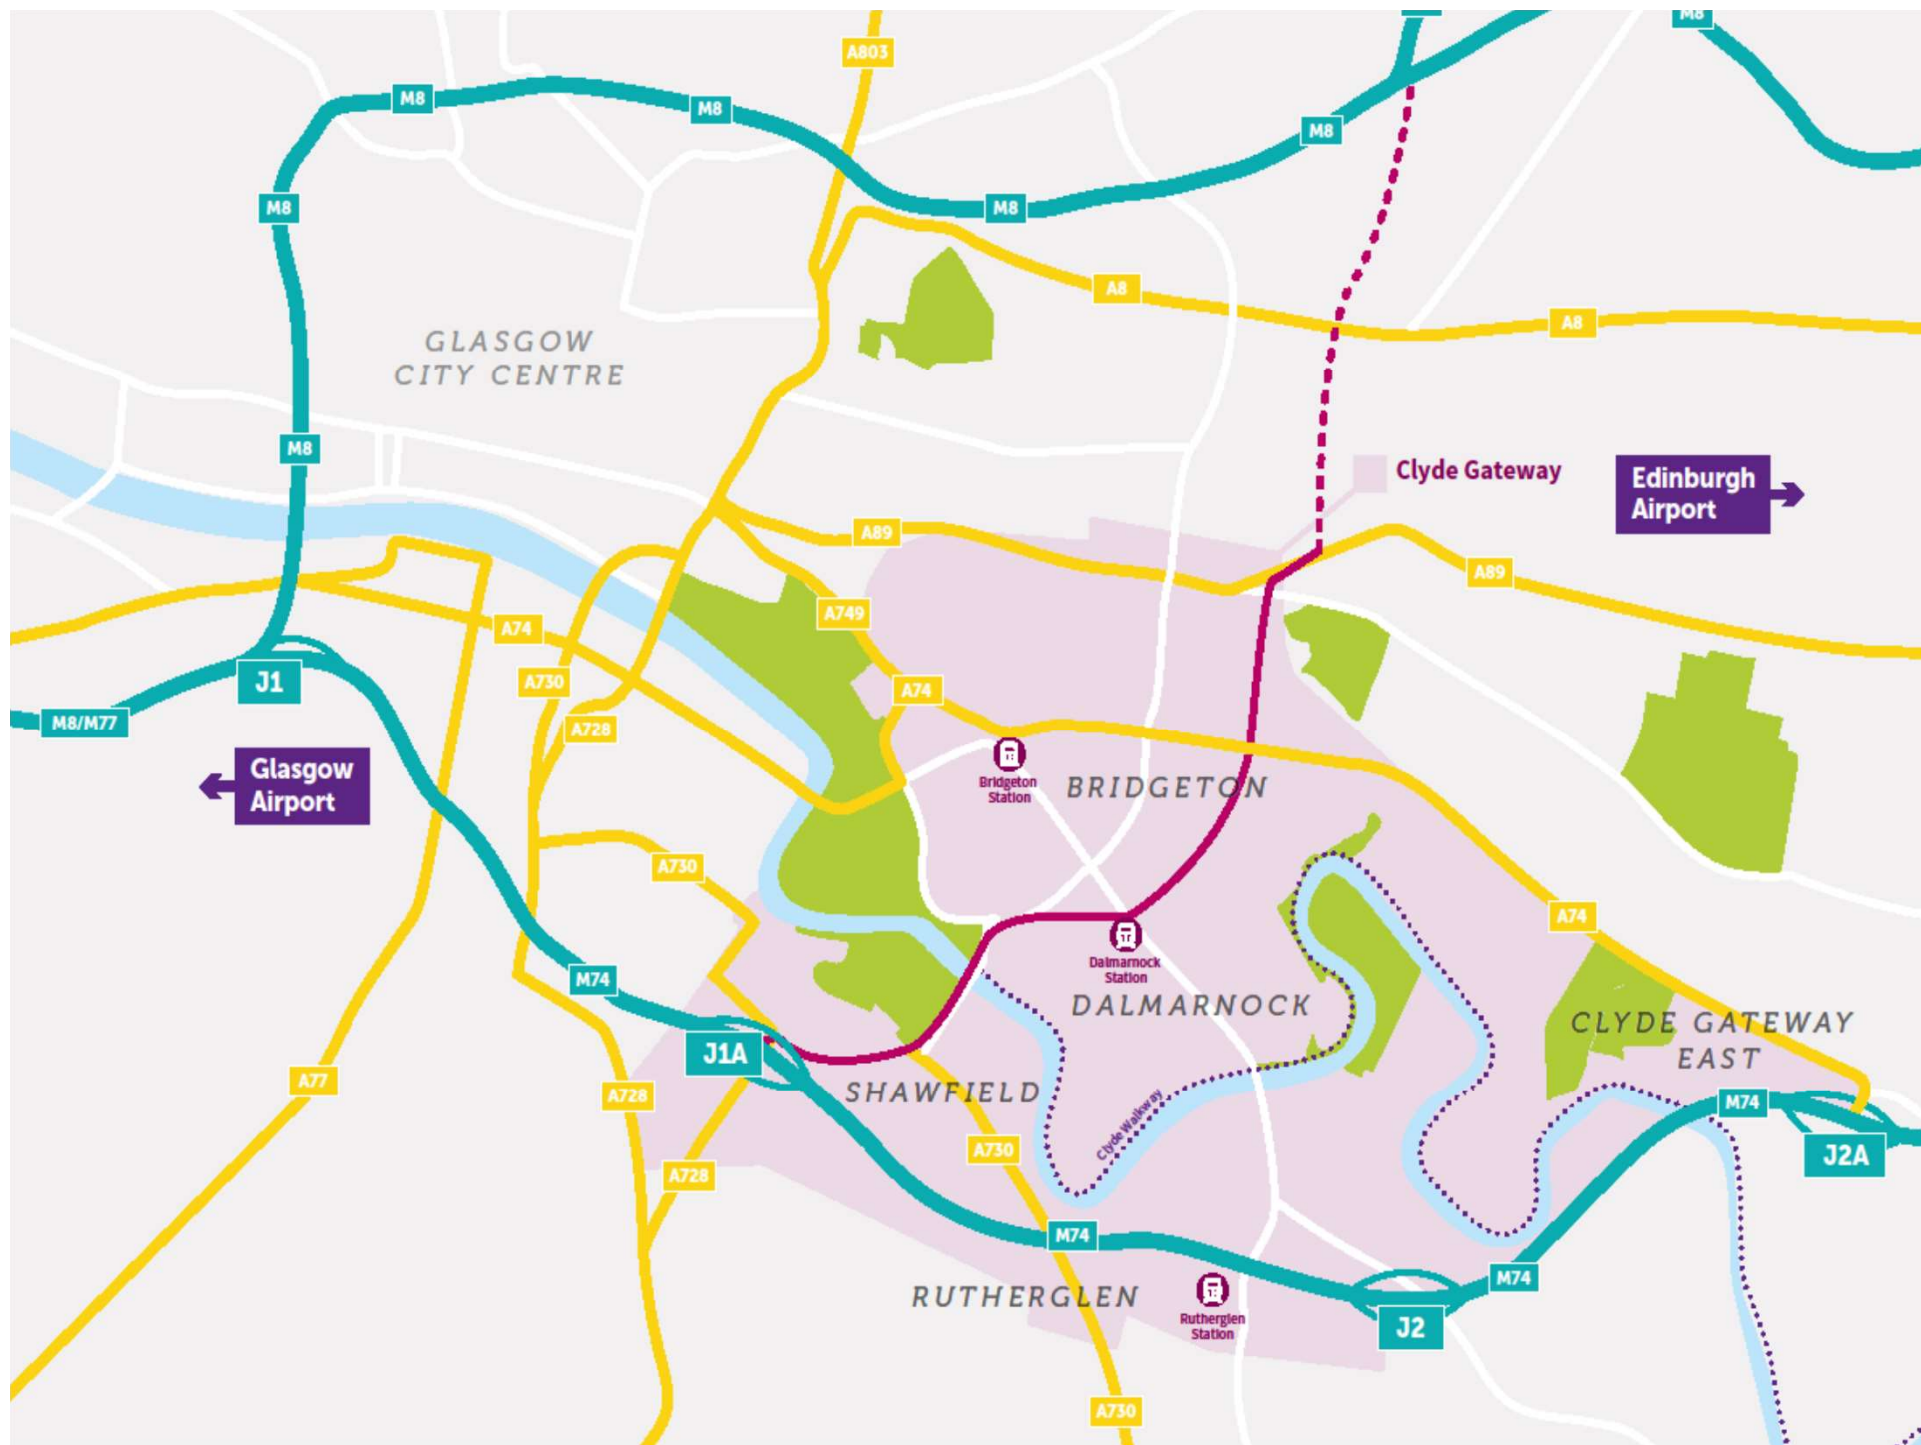 M8
A803
M8
M8
M8
M8
M8
A8
A8
GLASGOW
CITY CENTRE
M8
Clyde Gateway
Edinburgh
Airport
A89
A89
A749
A74
A730
A74
J1
M8/M77
A728
Glasgow
Airport
Bridgeton
Station
BRIDGETON
A730
A74
Dalmarnock
Station
M74
DALMARNOCK
CLYDE GATEWAY
EAST
J1A
A77
A728
SHAWFIELD
Clyde Walkway
M74
J2A
A730
A728
M74
M74
RUTHERGLEN
Rutherglen
Station
J2
A730